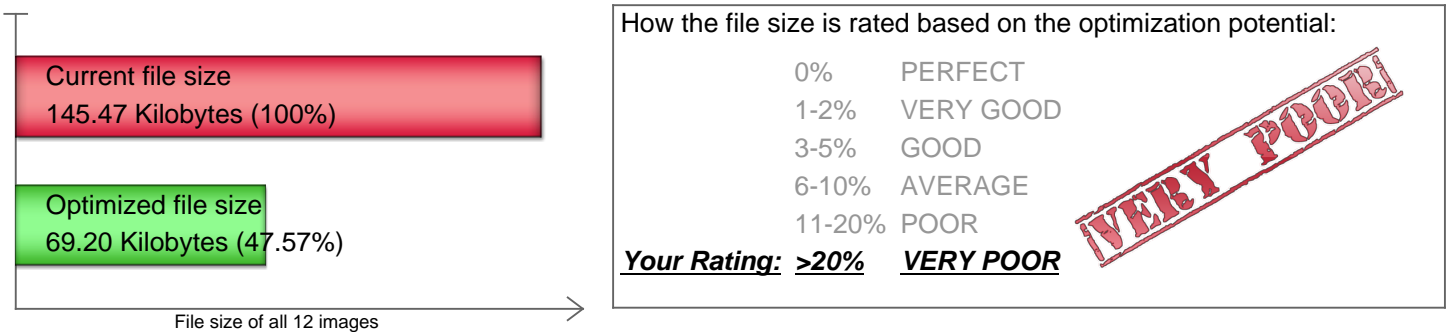 Current file size
145.47 Kilobytes (100%)
Optimized file size
69.20 Kilobytes (47.57%)
File size of all 12 images
How the file size is rated based on the optimization potential:
0% PERFECT
1-2% VERY GOOD
3-5% GOOD
6-10% AVERAGE
11-20% POOR
Your Rating: >20% VERY POOR
VERY POOR